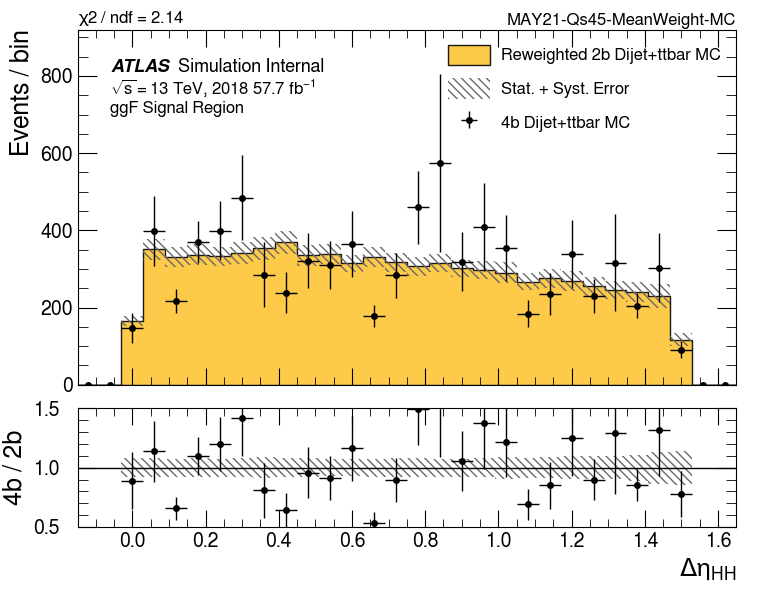 χ2 / ndf = 2.14
MAY21-Qs45-MeanWeight-MC
Events / bin
ATLAS Simulation Internal
√s = 13 TeV, 2018 57.7 fb⁻¹
ggF Signal Region
Reweighted 2b Dijet+ttbar MC
Stat. + Syst. Error
4b Dijet+ttbar MC
800
600
400
200
0
4b / 2b
1.5
1.0
0.5
0.0 0.2 0.4 0.6 0.8 1.0 1.2 1.4 1.6
Δη_HH